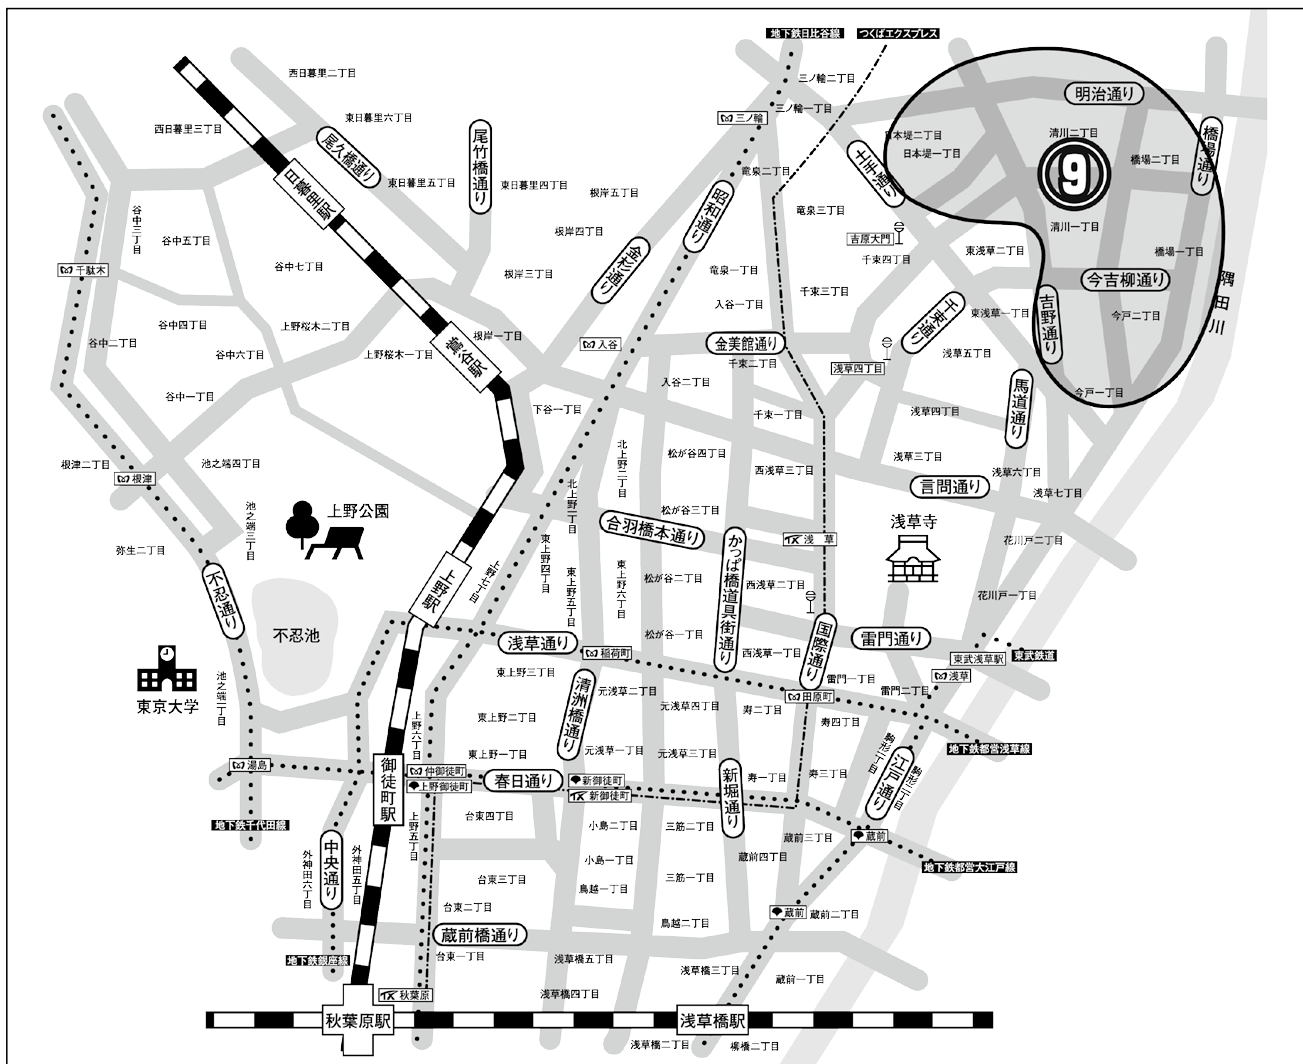 地下鉄日比谷線
つくばエクスプレス
西日暮里二丁目
三ノ輪二丁目
明治通り
三ノ輪一丁目
三ノ輪
東日暮里六丁目
西日暮里三丁目
尾久橋通り
尾竹橋通り
日本堤二丁目
日本堤一丁目
清川二丁目
橋場二丁目
橋場通り
9
土手通り
竜泉二丁目
東日暮里五丁目
東日暮里四丁目
根岸五丁目
日暮里駅
昭和通り
竜泉三丁目
清川一丁目
谷中三丁目
谷中五丁目
根岸四丁目
吉原大門
東浅草二丁目
橋場一丁目
千束四丁目
千駄木
谷中七丁目
根岸三丁目
金杉通り
竜泉一丁目
今吉柳通り
隅田川
入谷一丁目
千束三丁目
千束通り
東浅草一丁目
吉野通り
今戸二丁目
谷中四丁目
上野桜木二丁目
根岸一丁目
谷中二丁目
谷中六丁目
上野桜木一丁目
鶯谷駅
入谷
金美館通り
千束二丁目
浅草四丁目
浅草五丁目
入谷二丁目
今戸一丁目
谷中一丁目
下谷一丁目
千束一丁目
浅草四丁目
馬道通り
根津二丁目
池之端四丁目
北上野二丁目
松が谷四丁目
西浅草三丁目
浅草三丁目
浅草六丁目
根津
言問通り
浅草七丁目
北上野一丁目
上野公園
池之端三丁目
松が谷三丁目
合羽橋本通り
浅草寺
弥生二丁目
東上野四丁目
かっぱ橋道具街通り
浅草
花川戸二丁目
上野七丁目
東上野五丁目
東上野六丁目
松が谷二丁目
西浅草二丁目
上野駅
不忍通り
花川戸一丁目
不忍池
浅草通り
稲荷町
松が谷一丁目
西浅草一丁目
国際通り
雷門通り
東武浅草駅
東武鉄道
浅草
東京大学
池之端二丁目
東上野三丁目
清洲橋通り
元浅草二丁目
雷門一丁目
雷門二丁目
田原町
元浅草四丁目
寿二丁目
寿四丁目
上野六丁目
東上野二丁目
地下鉄都営浅草線
東上野一丁目
元浅草一丁目
元浅草三丁目
駒形一丁目
江戸通り
駒形二丁目
湯島
御徒町駅
仲御徒町
上野御徒町
春日通り
新御徒町
新御徒町
新堀通り
寿一丁目
寿三丁目
地下鉄千代田線
上野五丁目
台東四丁目
小島二丁目
三筋二丁目
蔵前三丁目
蔵前
中央通り
外神田六丁目
外神田五丁目
小島一丁目
蔵前四丁目
地下鉄都営大江戸線
台東三丁目
鳥越一丁目
三筋一丁目
台東二丁目
鳥越二丁目
蔵前
蔵前二丁目
蔵前橋通り
地下鉄銀座線
台東一丁目
浅草橋五丁目
浅草橋三丁目
蔵前一丁目
秋葉原
浅草橋四丁目
秋葉原駅
浅草橋駅
浅草橋二丁目
柳橋二丁目